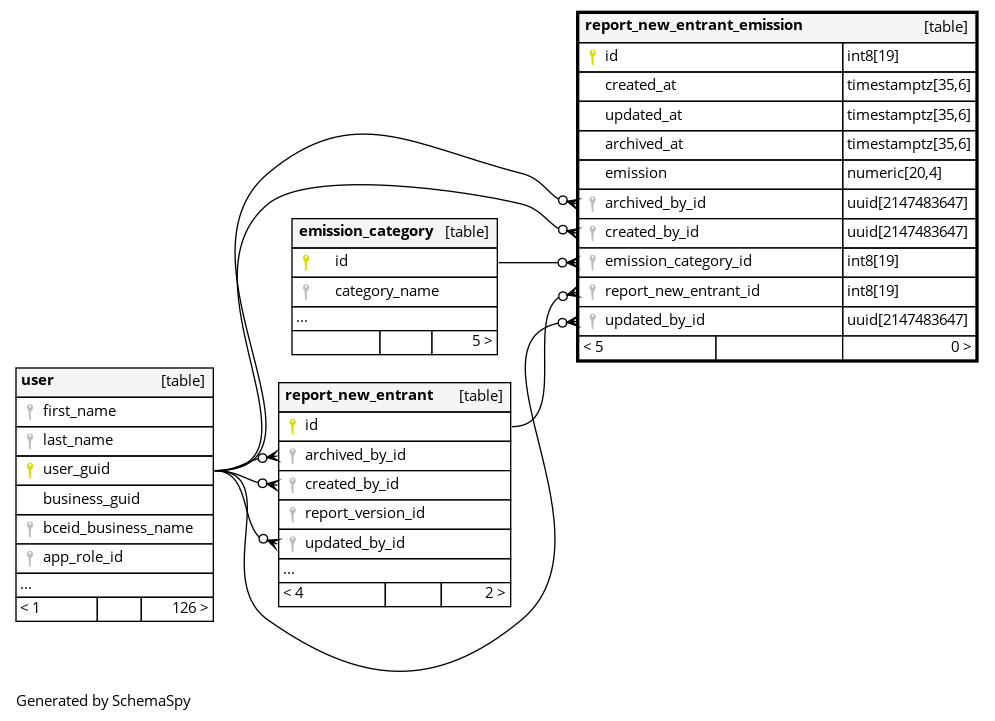 report_new_entrant_emission [table]
id int8[19]
created_at timestamptz[35,6]
updated_at timestamptz[35,6]
archived_at timestamptz[35,6]
emission numeric[20,4]
archived_by_id uuid[2147483647]
created_by_id uuid[2147483647]
emission_category_id int8[19]
report_new_entrant_id int8[19]
updated_by_id uuid[2147483647]
< 5 0 >
emission_category [table]
id
category_name
...
5 >
user [table]
first_name
last_name
user_guid
business_guid
bceid_business_name
app_role_id
...
< 1 126 >
report_new_entrant [table]
id
archived_by_id
created_by_id
report_version_id
updated_by_id
...
< 4 2 >
Generated by SchemaSpy